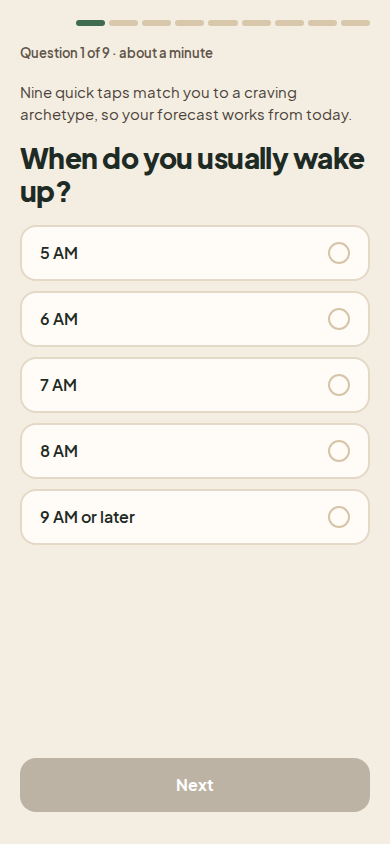 Question 1 of 9 · about a minute
Nine quick taps match you to a craving
archetype, so your forecast works from today.
When do you usually wake
up?
5 AM
6 AM
7 AM
8 AM
9 AM or later
Next